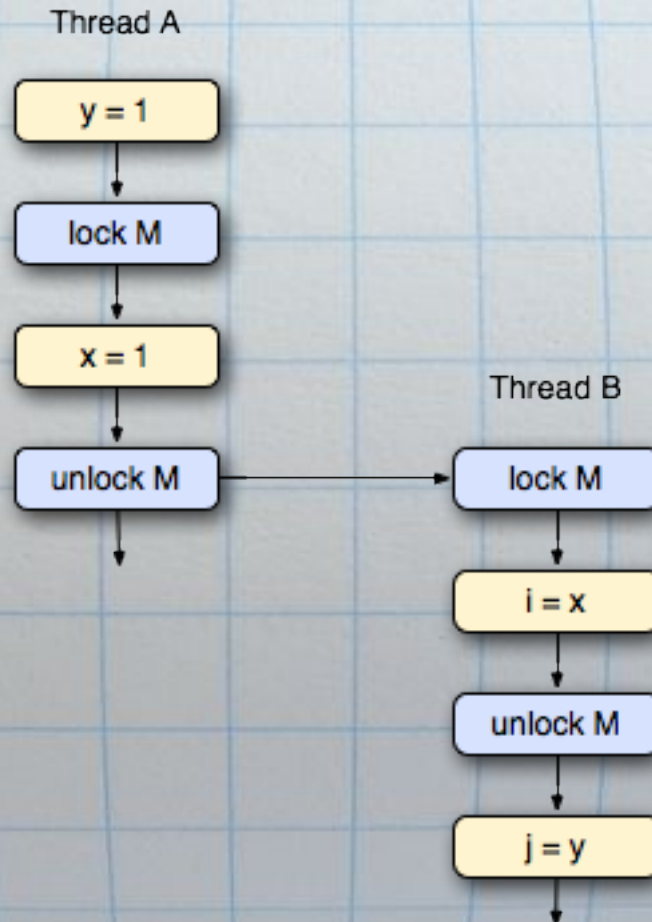 Thread A
y = 1
lock M
x = 1
unlock M
Thread B
lock M
i = x
unlock M
j = y